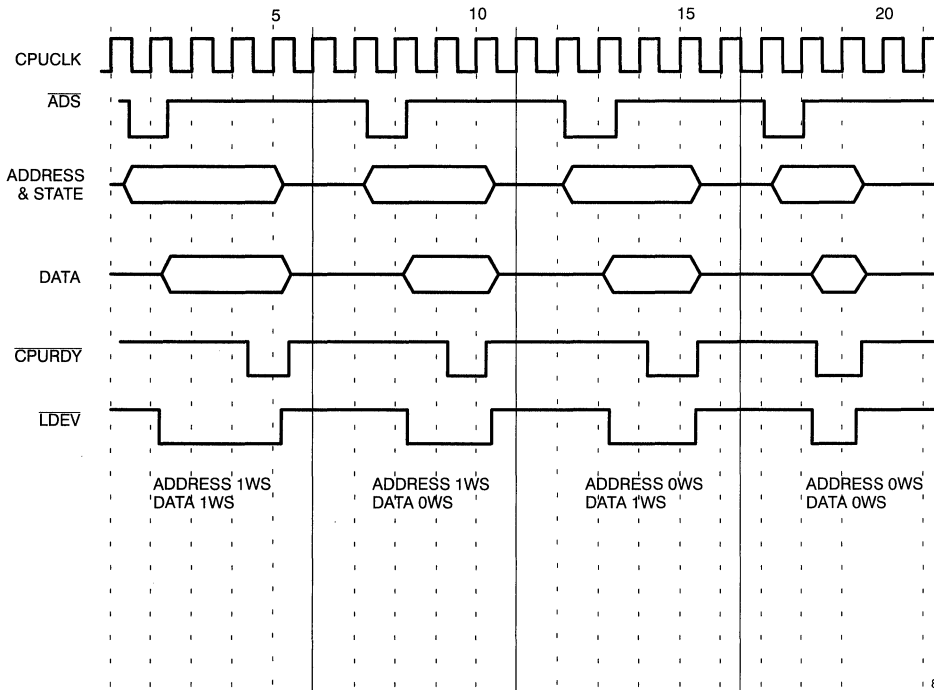 5 10 15 20
CPUCLK
ADS
ADDRESS
& STATE
DATA
CPURDY
LDEV
ADDRESS 1WS
DATA 1WS
ADDRESS 1WS
DATA 0WS
ADDRESS 0WS
DATA 1WS
ADDRESS 0WS
DATA 0WS